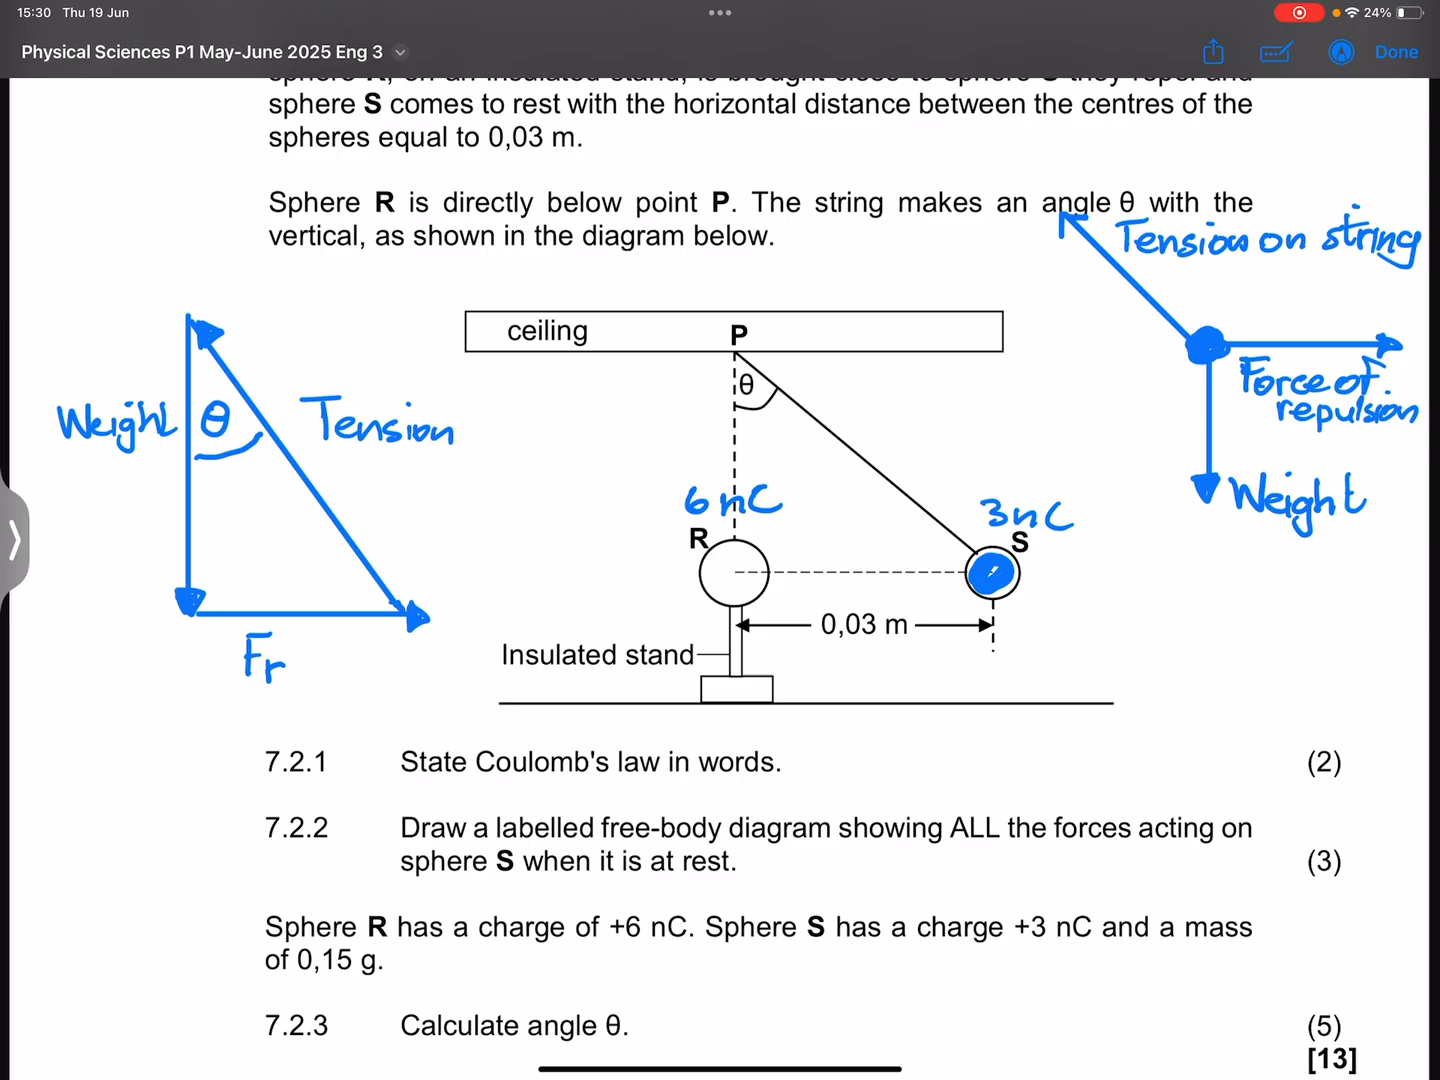 15:30 Thu 19 Jun
24%
Physical Sciences P1 May-June 2025 Eng 3
Done
sphere S comes to rest with the horizontal distance between the centres of the
spheres equal to 0,03 m.
Sphere R is directly below point P. The string makes an angle θ with the
vertical, as shown in the diagram below.
Tension on string
ceiling
P
θ
Weight
θ
Tension
Force of
repulsion
6 nC
3nC
Weight
R
S
0,03 m
Fr
Insulated stand
7.2.1 State Coulomb's law in words. (2)
7.2.2 Draw a labelled free-body diagram showing ALL the forces acting on
sphere S when it is at rest. (3)
Sphere R has a charge of +6 nC. Sphere S has a charge +3 nC and a mass
of 0,15 g.
7.2.3 Calculate angle θ. (5)
[13]